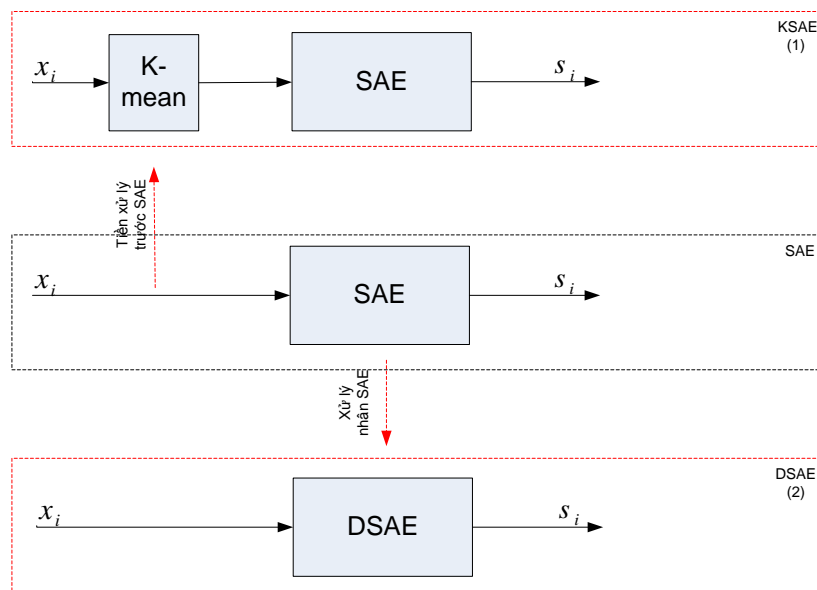 KSAE
(1)
x_i
K-
mean
SAE
s_i
Tiền xử lý
trước SAE
SAE
x_i
SAE
s_i
Xử lý
nhân SAE
DSAE
(2)
x_i
DSAE
s_i